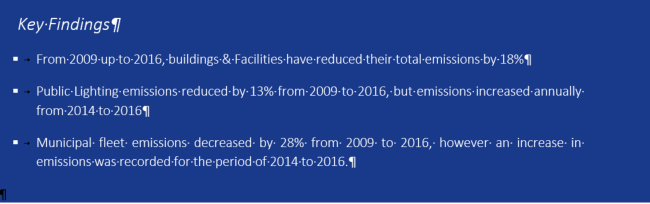 Key Findings¶
▪ → From 2009 up to 2016, buildings & Facilities have reduced their total emissions by 18%¶
▪ → Public Lighting emissions reduced by 13% from 2009 to 2016, but emissions increased annually
from 2014 to 2016¶
▪ → Municipal fleet emissions decreased by 28% from 2009 to 2016, however an increase in
emissions was recorded for the period of 2014 to 2016.¶
¶